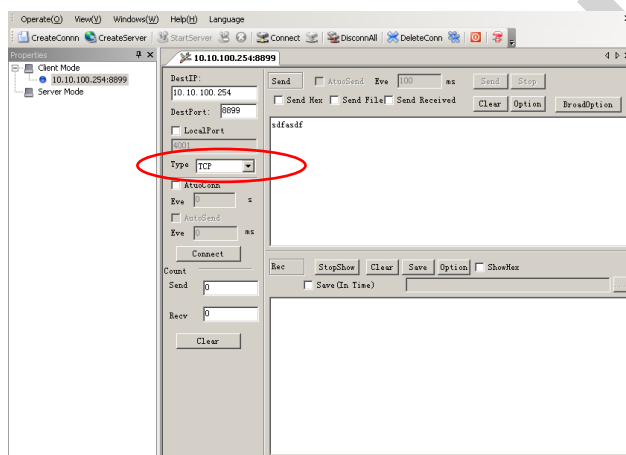 Operate(O) View(V) Windows(W) Help(H) Language
CreateConnn CreateServer StartServer Connect DisconnAll DeleteConn
Properties
Client Mode
10.10.100.254:8899
Server Mode
10.10.100.254:8899
DestIP:
10.10.100.254
DestPort: 8899
LocalPort
4001
Type TCP
AtuoConn
Eve 0 s
AutoSend
Eve 0 ms
Connect
Count
Send 0
Recv 0
Clear
Send AtuoSend Eve 100 ms Send Stop
Send Hex Send File Send Received Clear Option BroadOption
sdfasdf
Rec StopShow Clear Save Option ShowHex
Save(In Time) ...